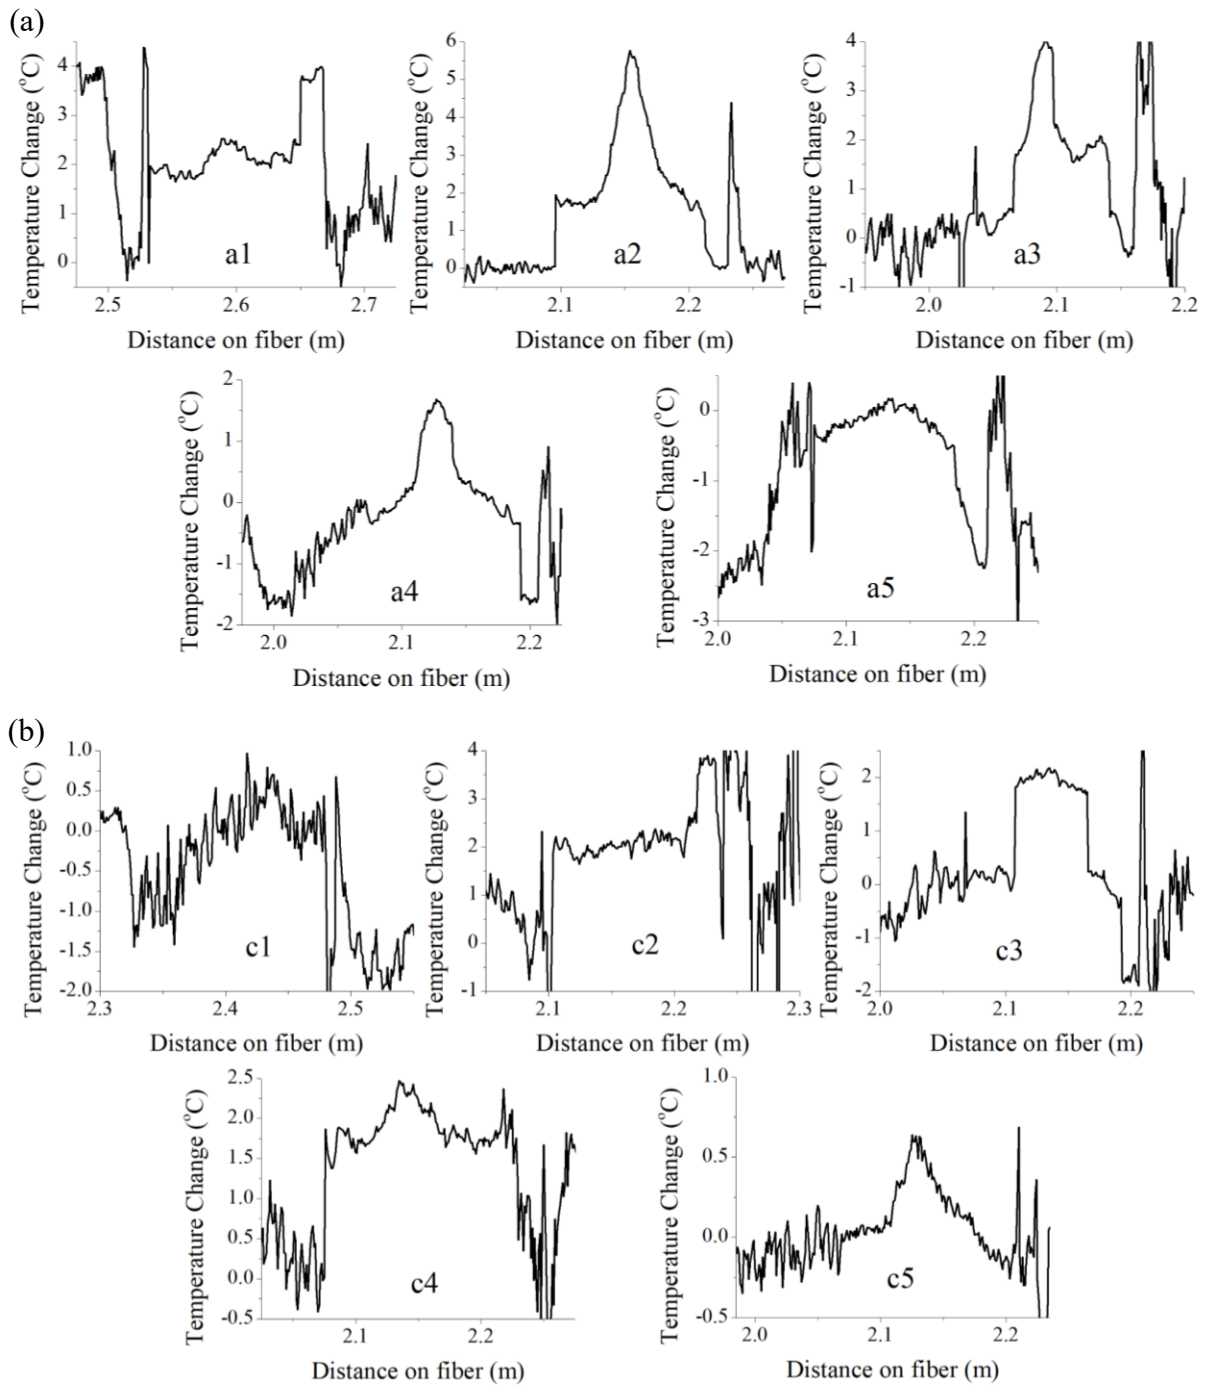 (a)
Temperature Change (°C)
4
3
2
1
0
a1
2.5 2.6 2.7
Distance on fiber (m)
Temperature Change (°C)
6
5
4
3
2
1
0
a2
2.1 2.2
Distance on fiber (m)
Temperature Change (°C)
4
3
2
1
0
-1
a3
2.0 2.1 2.2
Distance on fiber (m)
Temperature Change (°C)
2
1
0
-1
-2
a4
2.0 2.1 2.2
Distance on fiber (m)
Temperature Change (°C)
0
-1
-2
-3
a5
2.0 2.1 2.2
Distance on fiber (m)
(b)
Temperature Change (°C)
1.0
0.5
0.0
-0.5
-1.0
-1.5
-2.0
c1
2.3 2.4 2.5
Distance on fiber (m)
Temperature Change (°C)
4
3
2
1
0
-1
c2
2.1 2.2 2.3
Distance on fiber (m)
Temperature Change (°C)
2
1
0
-1
-2
c3
2.0 2.1 2.2
Distance on fiber (m)
Temperature Change (°C)
2.5
2.0
1.5
1.0
0.5
0.0
-0.5
c4
2.1 2.2
Distance on fiber (m)
Temperature Change (°C)
1.0
0.5
0.0
-0.5
c5
2.0 2.1 2.2
Distance on fiber (m)